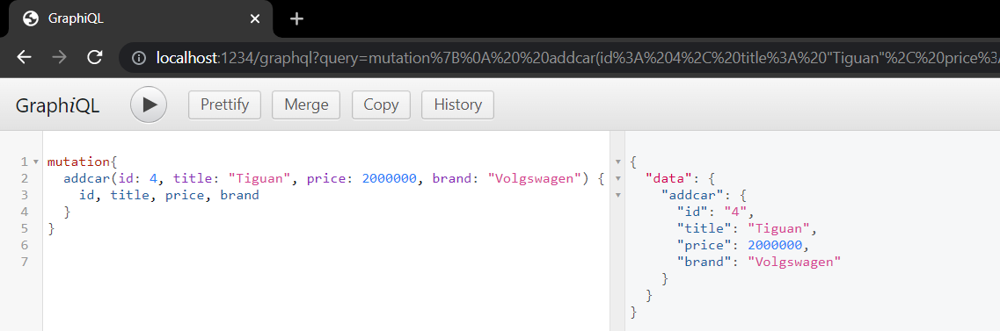 GraphiQL
localhost:1234/graphql?query=mutation%7B%0A%20%20addcar(id%3A%204%2C%20title%3A%20"Tiguan"%2C%20price%3
GraphiQL Prettify Merge Copy History
1 mutation{
2 addcar(id: 4, title: "Tiguan", price: 2000000, brand: "Volgswagen") {
3 id, title, price, brand
4 }
5 }
6
7
{
"data": {
"addcar": {
"id": "4",
"title": "Tiguan",
"price": 2000000,
"brand": "Volgswagen"
}
}
}